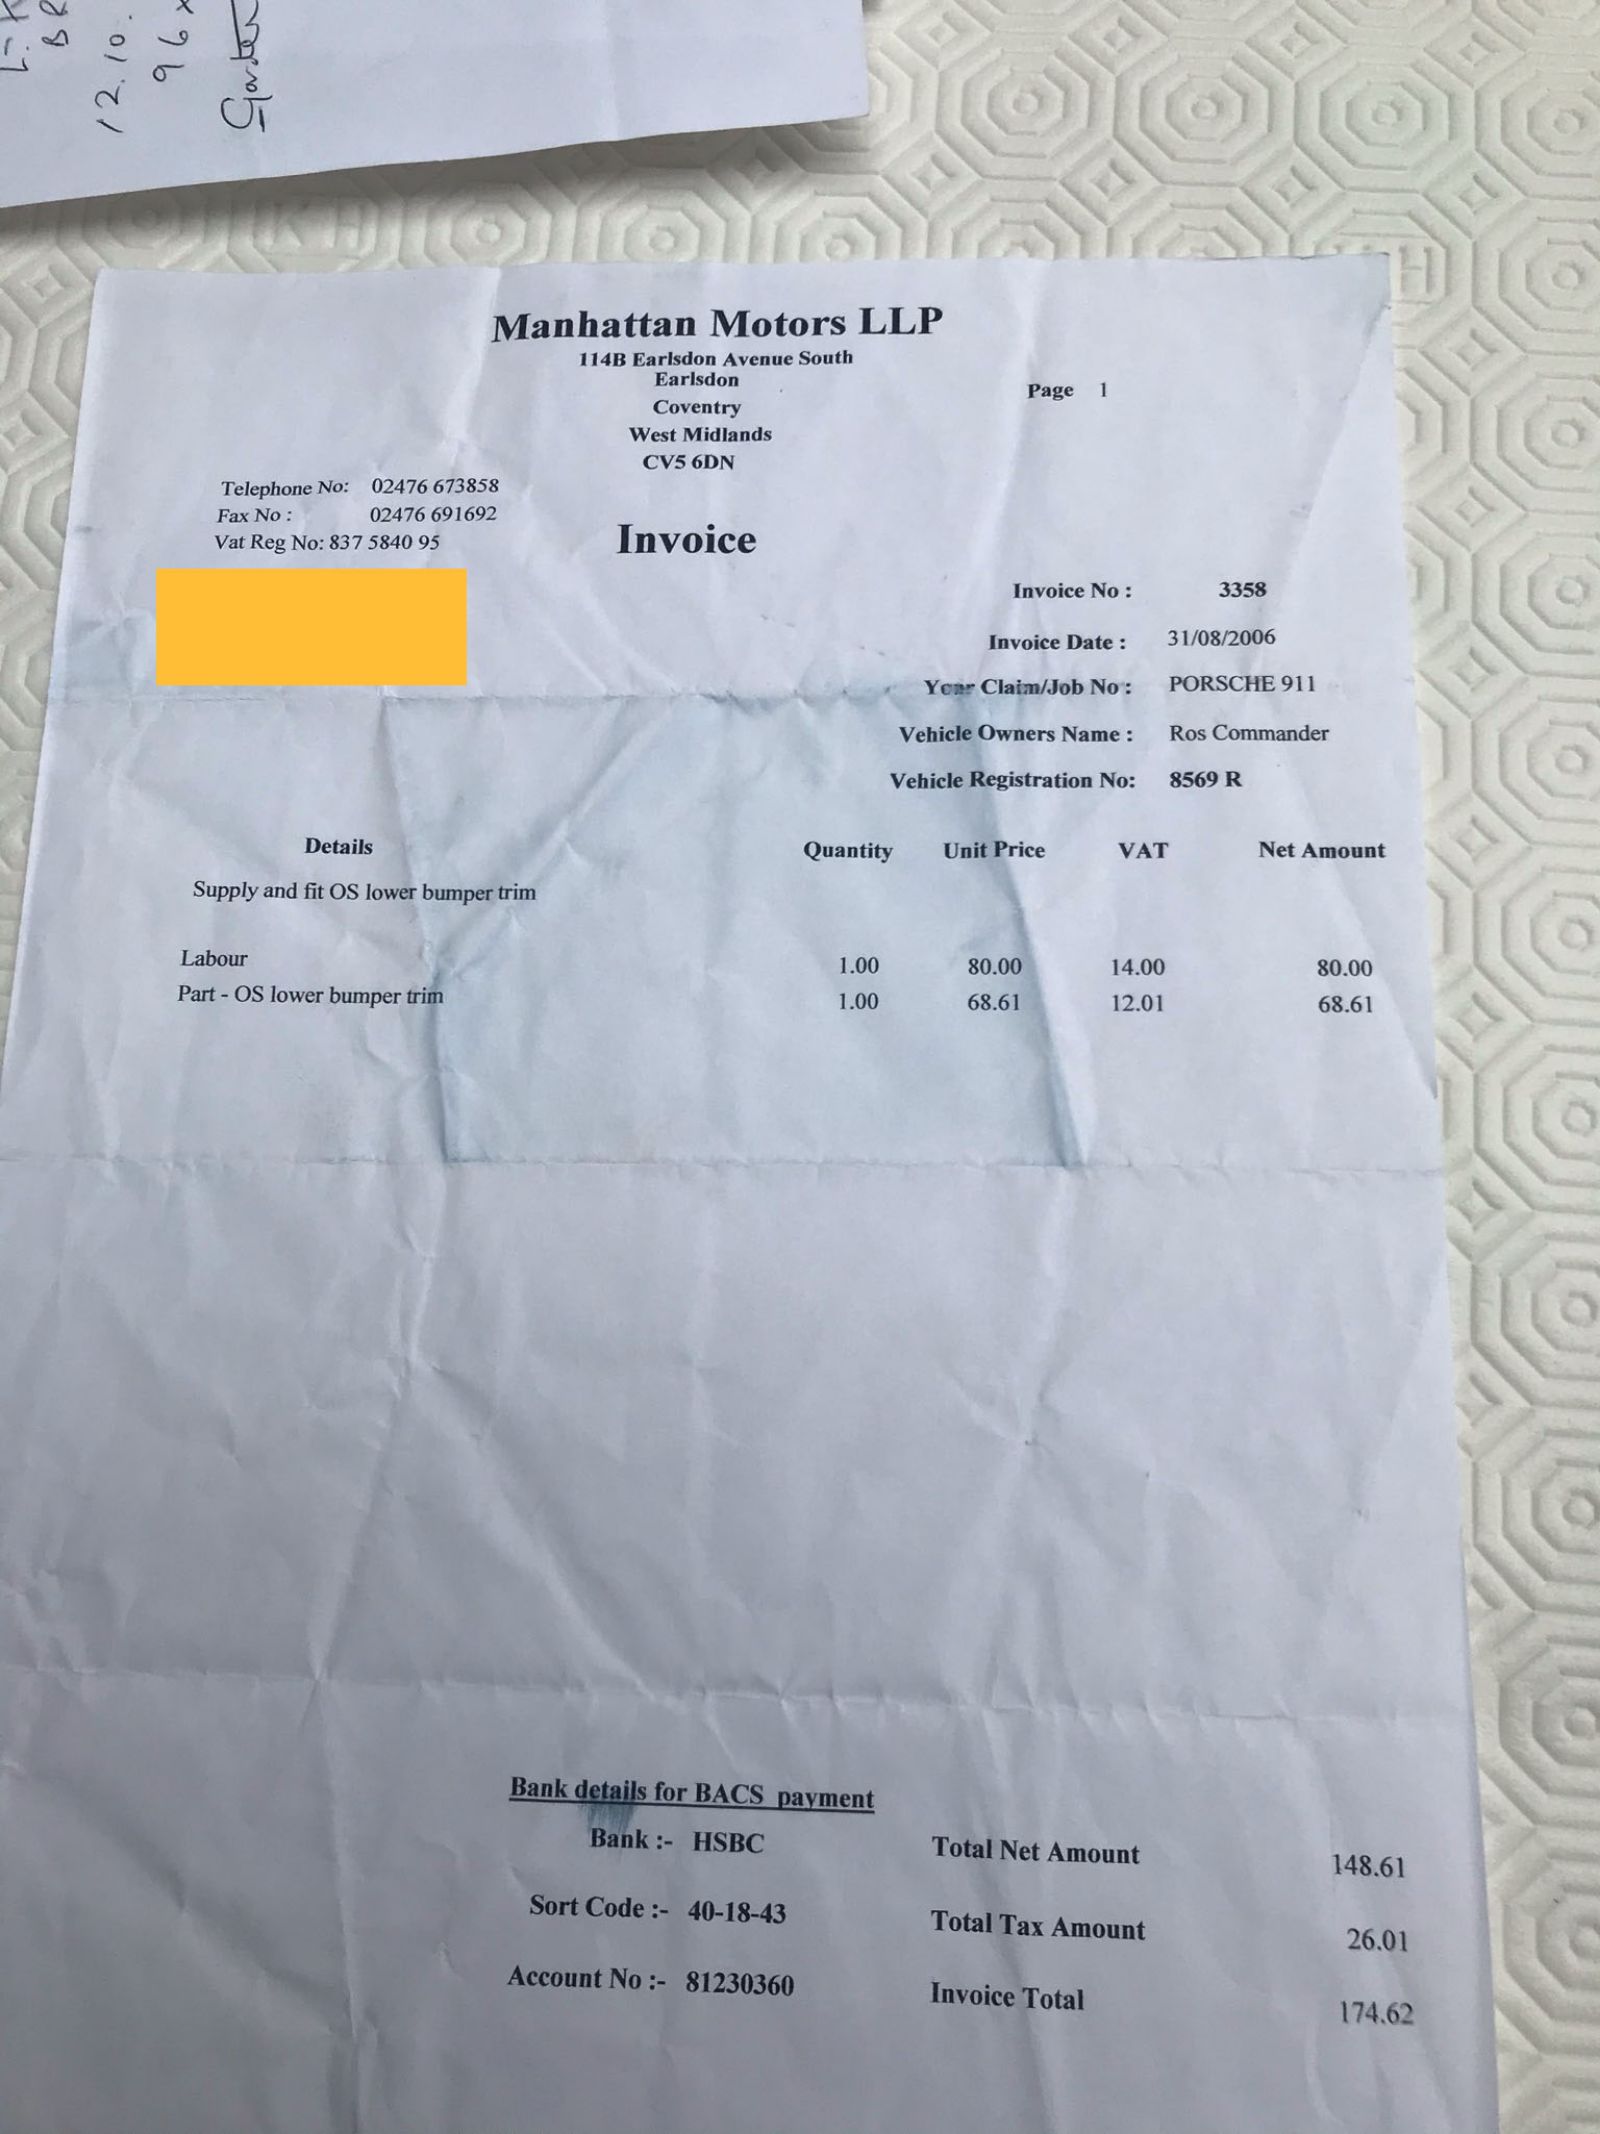 12.10.
96 x
Garden
Manhattan Motors LLP
114B Earlsdon Avenue South
Earlsdon
Coventry
West Midlands
CV5 6DN
Page 1
Telephone No: 02476 673858
Fax No : 02476 691692
Vat Reg No: 837 5840 95
Invoice
Invoice No : 3358
Invoice Date : 31/08/2006
Your Claim/Job No : PORSCHE 911
Vehicle Owners Name : Ros Commander
Vehicle Registration No: 8569 R
Details Quantity Unit Price VAT Net Amount
Supply and fit OS lower bumper trim
Labour 1.00 80.00 14.00 80.00
Part - OS lower bumper trim 1.00 68.61 12.01 68.61
Bank details for BACS payment
Bank :- HSBC
Sort Code :- 40-18-43
Account No :- 81230360
Total Net Amount 148.61
Total Tax Amount 26.01
Invoice Total 174.62